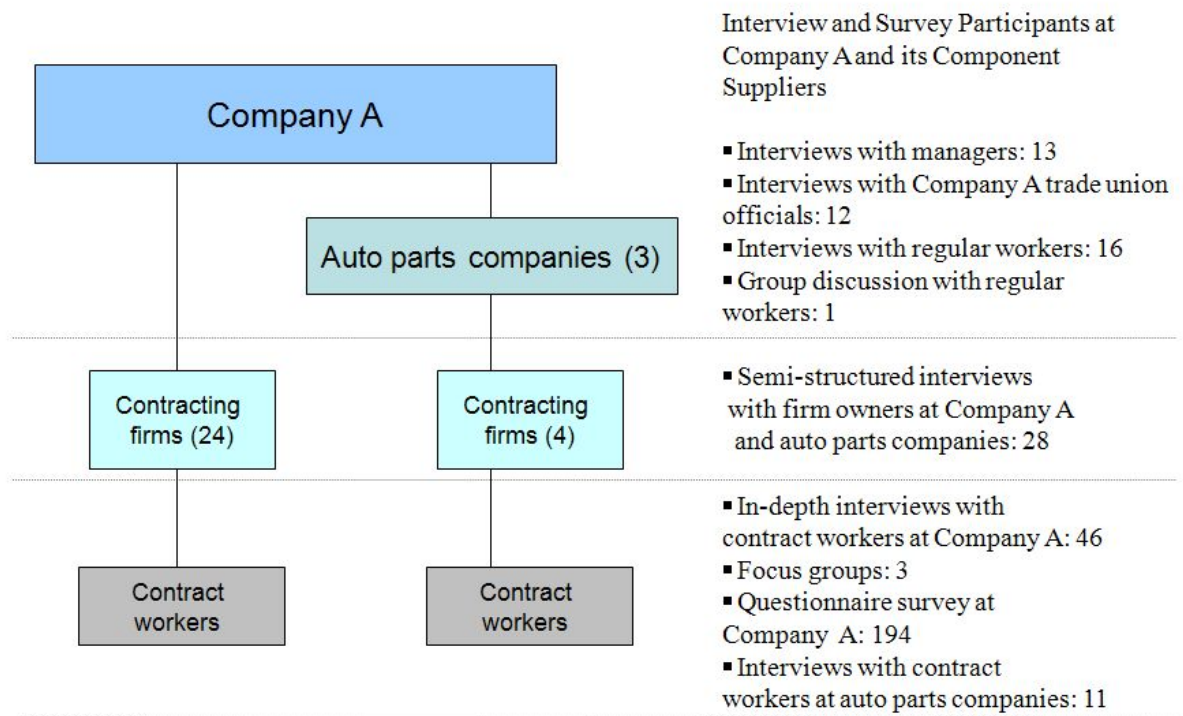 Interview and Survey Participants at
Company A and its Component
Suppliers
Company A
▪ Interviews with managers: 13
▪ Interviews with Company A trade union
officials: 12
▪ Interviews with regular workers: 16
▪ Group discussion with regular
workers: 1
Auto parts companies (3)
Contracting
firms (24)
Contracting
firms (4)
▪ Semi-structured interviews
with firm owners at Company A
and auto parts companies: 28
Contract
workers
Contract
workers
▪ In-depth interviews with
contract workers at Company A: 46
▪ Focus groups: 3
▪ Questionnaire survey at
Company A: 194
▪ Interviews with contract
workers at auto parts companies: 11